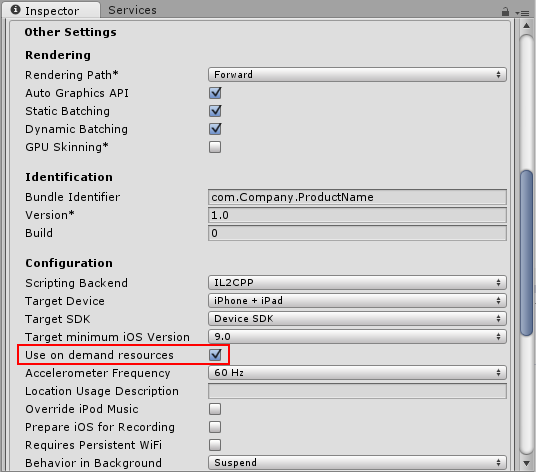 Inspector Services
Other Settings
Rendering
Rendering Path* Forward
Auto Graphics API
Static Batching
Dynamic Batching
GPU Skinning*
Identification
Bundle Identifier com.Company.ProductName
Version* 1.0
Build 0
Configuration
Scripting Backend IL2CPP
Target Device iPhone + iPad
Target SDK Device SDK
Target minimum iOS Version 9.0
Use on demand resources
Accelerometer Frequency 60 Hz
Location Usage Description
Override iPod Music
Prepare iOS for Recording
Requires Persistent WiFi
Behavior in Background Suspend